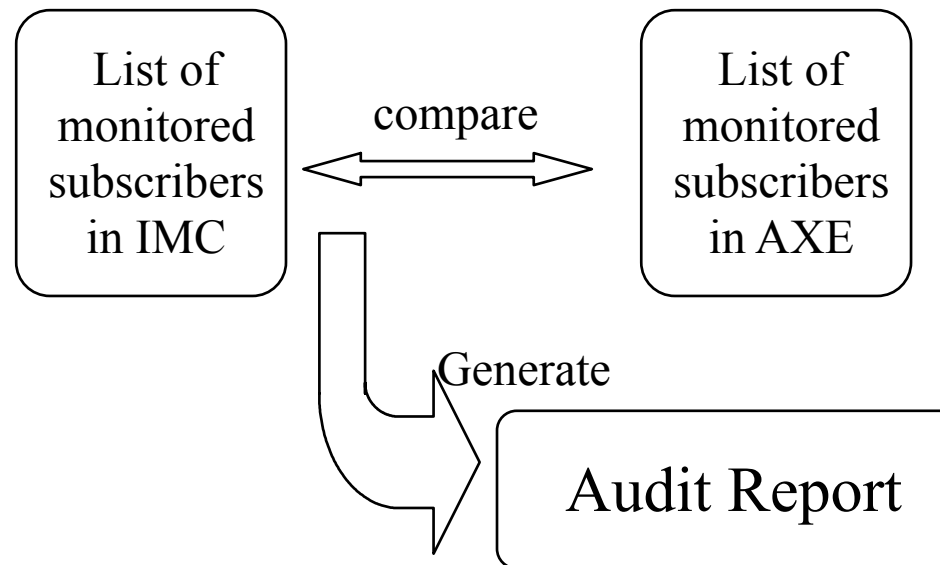 List of
monitored
subscribers
in IMC
compare
List of
monitored
subscribers
in AXE
Generate
Audit Report